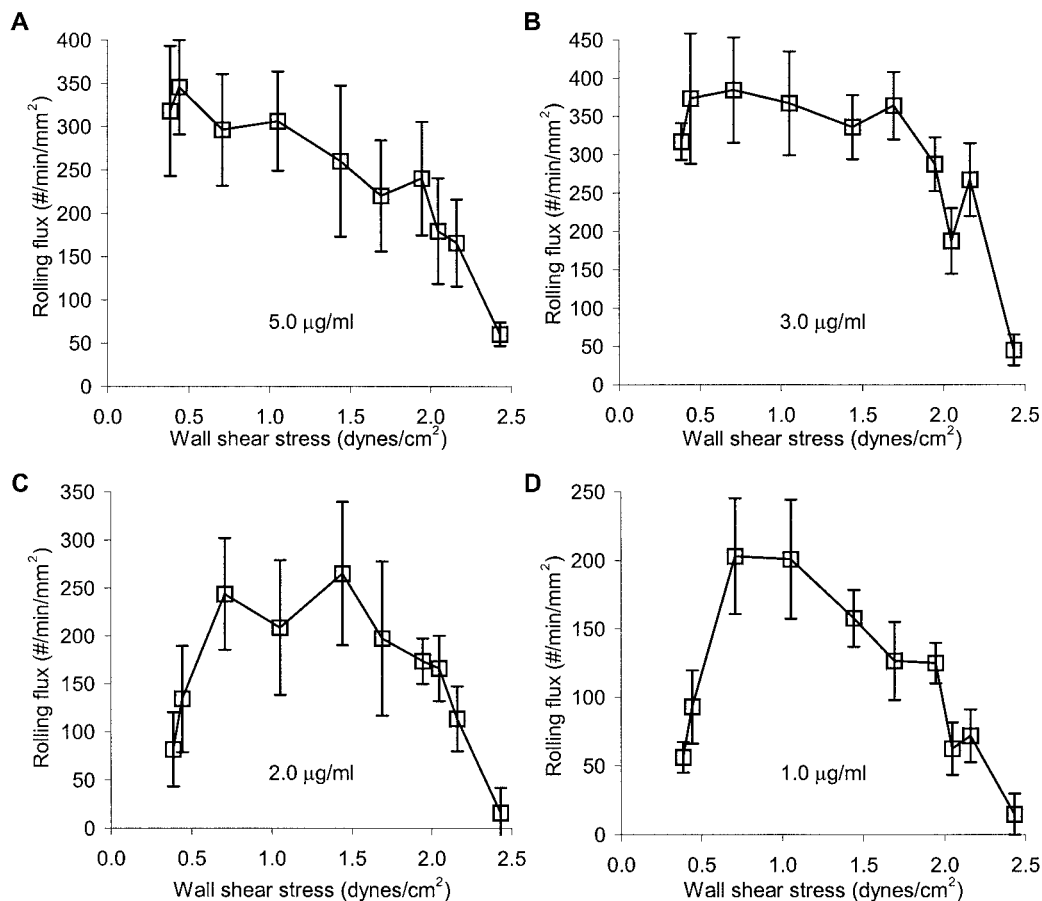 A
400
350
300
250
200
150
100
50
0
Rolling flux (#/min/mm²)
5.0 μg/ml
0.0 0.5 1.0 1.5 2.0 2.5
Wall shear stress (dynes/cm²)
B
450
400
350
300
250
200
150
100
50
0
Rolling flux (#/min/mm²)
3.0 μg/ml
0.0 0.5 1.0 1.5 2.0 2.5
Wall shear stress (dynes/cm²)
C
350
300
250
200
150
100
50
0
Rolling flux (#/min/mm²)
2.0 μg/ml
0.0 0.5 1.0 1.5 2.0 2.5
Wall shear stress (dynes/cm²)
D
250
200
150
100
50
0
Rolling flux (#/min/mm²)
1.0 μg/ml
0.0 0.5 1.0 1.5 2.0 2.5
Wall shear stress (dynes/cm²)